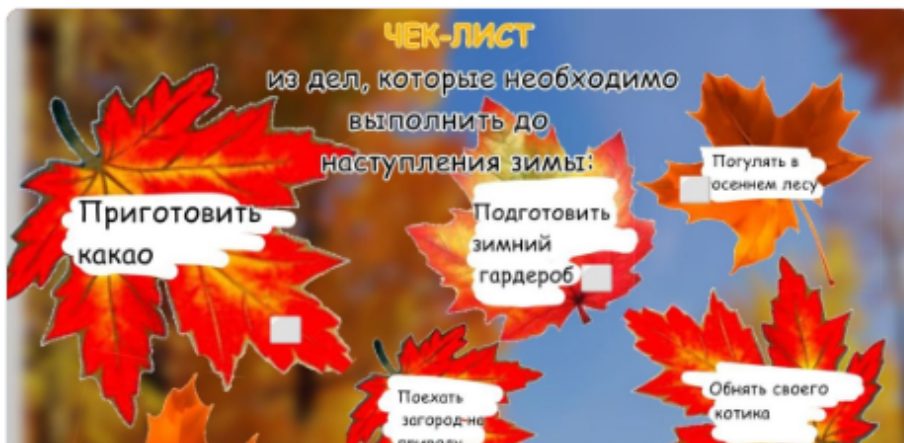 ЧЕК-ЛИСТ
из дел, которые необходимо
выполнить до
наступления зимы:
Приготовить
какао
Подготовить
зимний
гардероб
Погулять в
осеннем лесу
Поехать
загород на
Обнять своего
котика